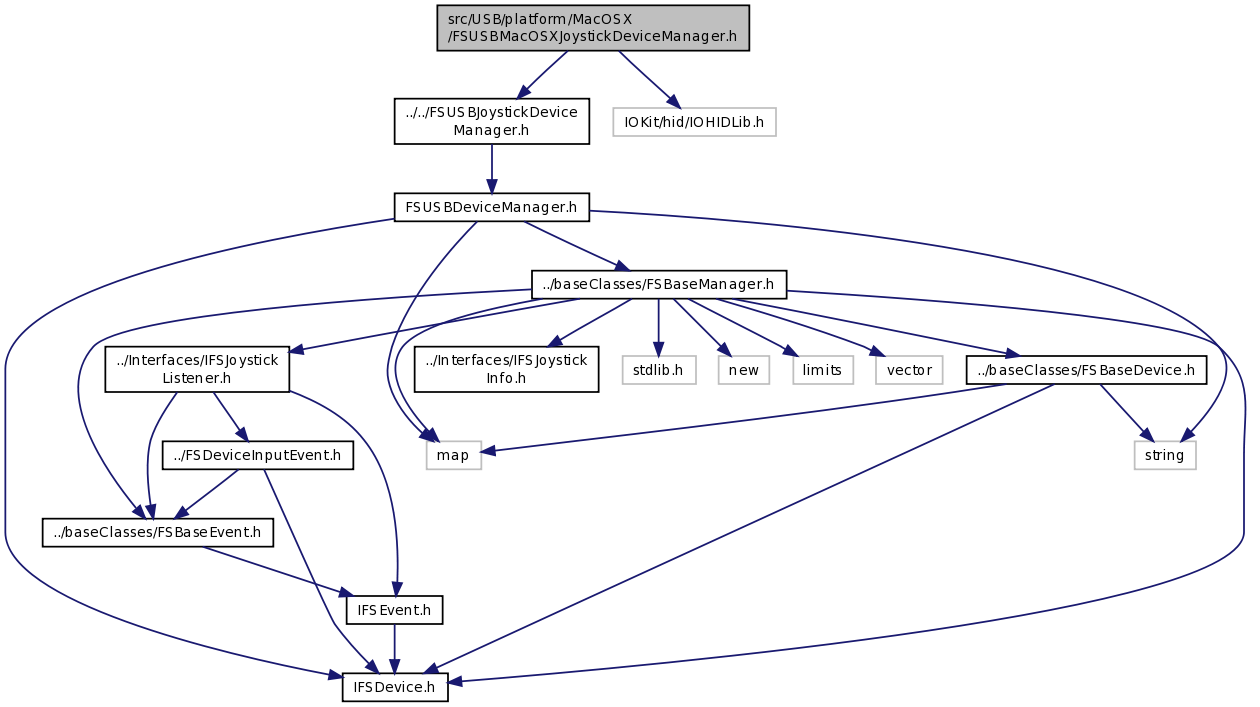 src/USB/platform/MacOSX
/FSUSBMacOSXJoystickDeviceManager.h
../../FSUSBJoystickDevice
Manager.h
IOKit/hid/IOHIDLib.h
FSUSBDeviceManager.h
../baseClasses/FSBaseManager.h
../Interfaces/IFSJoystick
Listener.h
../Interfaces/IFSJoystick
Info.h
stdlib.h
new
limits
vector
../baseClasses/FSBaseDevice.h
../FSDeviceInputEvent.h
map
string
../baseClasses/FSBaseEvent.h
IFSEvent.h
IFSDevice.h